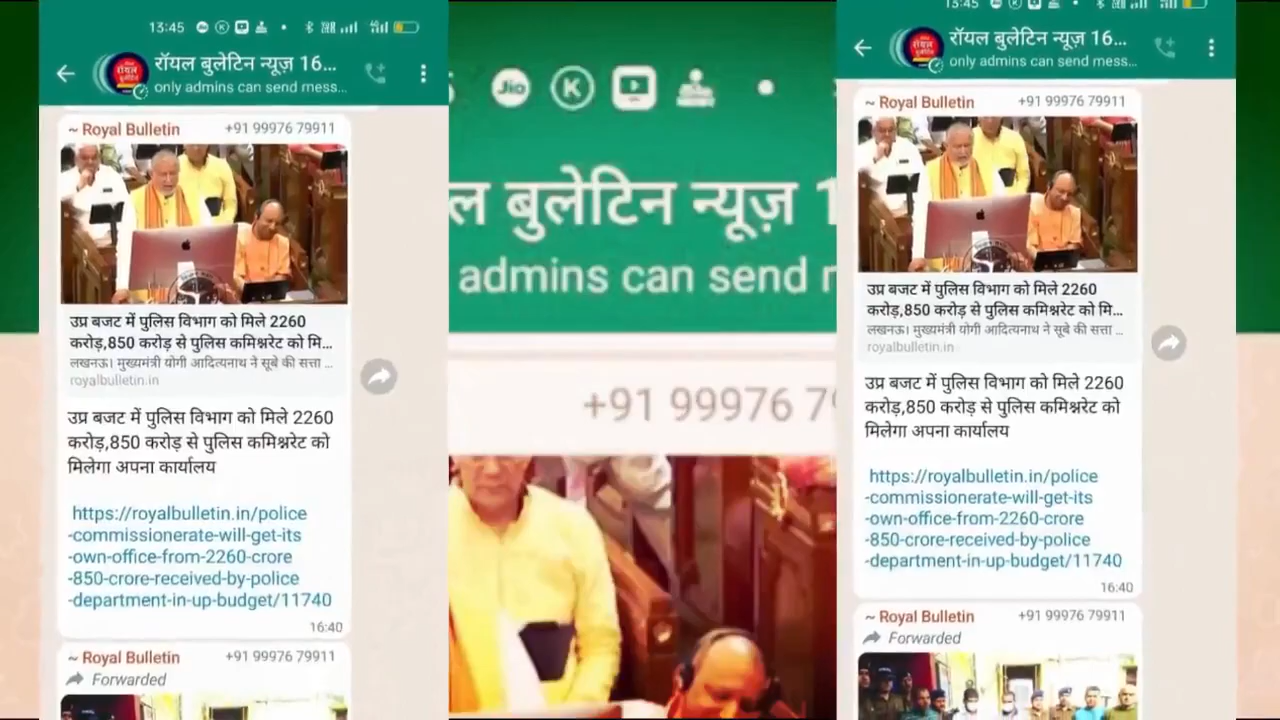 13:45
रॉयल बुलेटिन न्यूज़ 16...
only admins can send mess...
~ Royal Bulletin +91 99976 79911
उप्र बजट में पुलिस विभाग को मिले 2260
करोड़,850 करोड़ से पुलिस कमिश्नरेट को मि...
लखनऊ। मुख्यमंत्री योगी आदित्यनाथ ने सूबे की सत्ता ...
royalbulletin.in
उप्र बजट में पुलिस विभाग को मिले 2260
करोड़,850 करोड़ से पुलिस कमिश्नरेट को
मिलेगा अपना कार्यालय
https://royalbulletin.in/police
-commissionerate-will-get-its
-own-office-from-2260-crore
-850-crore-received-by-police
-department-in-up-budget/11740
16:40
~ Royal Bulletin +91 99976 79911
Forwarded
Jio K
ल बुलेटिन न्यूज़ 1
admins can send
+91 99976 7
13:45
रॉयल बुलेटिन न्यूज़ 16...
only admins can send mess...
~ Royal Bulletin +91 99976 79911
उप्र बजट में पुलिस विभाग को मिले 2260
करोड़,850 करोड़ से पुलिस कमिश्नरेट को मि...
लखनऊ। मुख्यमंत्री योगी आदित्यनाथ ने सूबे की सत्ता ...
royalbulletin.in
उप्र बजट में पुलिस विभाग को मिले 2260
करोड़,850 करोड़ से पुलिस कमिश्नरेट को
मिलेगा अपना कार्यालय
https://royalbulletin.in/police
-commissionerate-will-get-its
-own-office-from-2260-crore
-850-crore-received-by-police
-department-in-up-budget/11740
16:40
~ Royal Bulletin +91 99976 79911
Forwarded